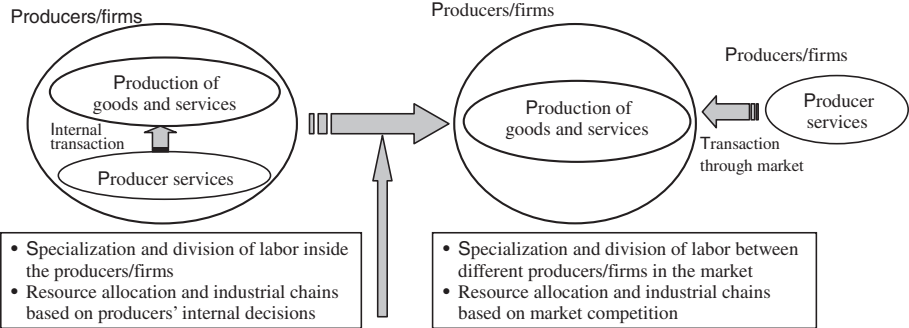 Producers/firms
Production of
goods and services
Internal
transaction
Producer services
• Specialization and division of labor inside
the producers/firms
• Resource allocation and industrial chains
based on producers' internal decisions
Producers/firms
Production of
goods and services
Producers/firms
Producer
services
Transaction
through market
• Specialization and division of labor between
different producers/firms in the market
• Resource allocation and industrial chains
based on market competition